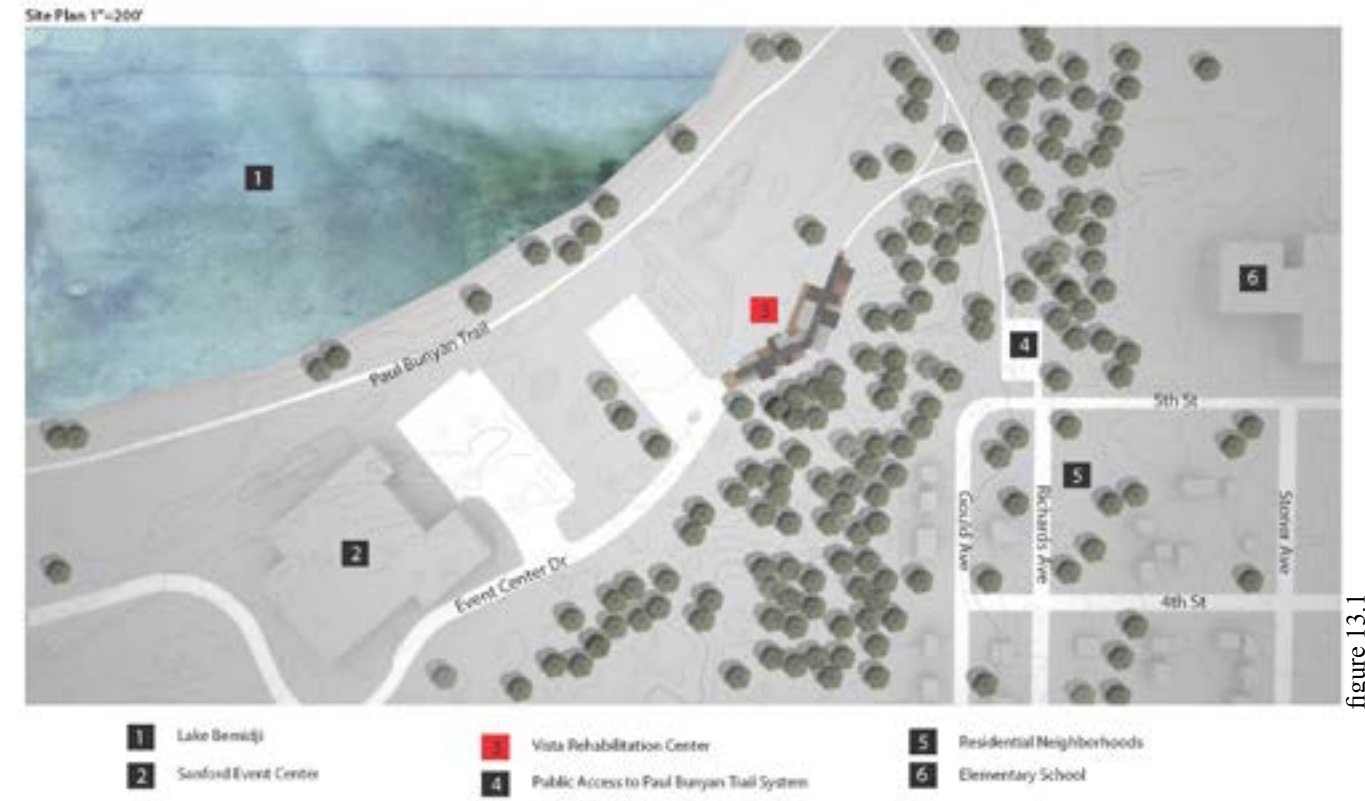 Site Plan 1"=200'
1
6
3
4
Paul Bunyan Trail
5th St
5
Gould Ave
Richards Ave
Stoner Ave
2
Event Center Dr
4th St
figure 13.1
1 Lake Bemidji
2 Sanford Event Center
3 Vista Rehabilitation Center
4 Public Access to Paul Bunyan Trail System
5 Residential Neighborhoods
6 Elementary School